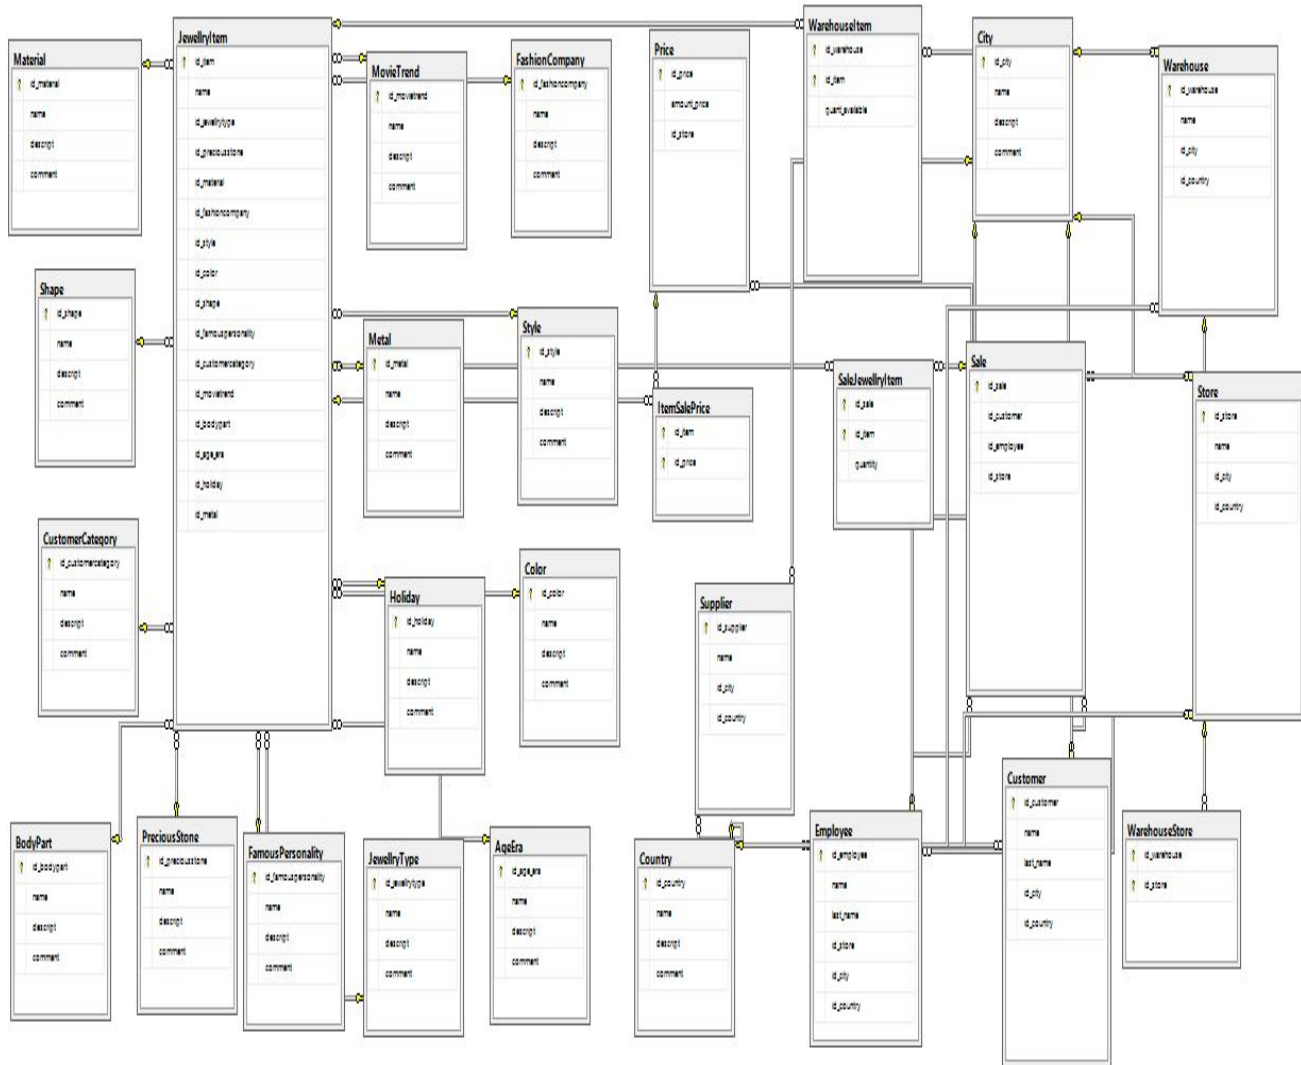 Material
id_material
name
descript
comment
JewellryItem
id_item
name
id_jewellrytype
id_preciousstone
id_material
id_fashioncompany
id_style
id_color
id_shape
id_famouspersonality
id_customercategory
id_movietrend
id_bodypart
id_age_era
id_holiday
id_metal
MovieTrend
id_movietrend
name
descript
comment
FashionCompany
id_fashioncompany
name
descript
comment
Price
id_price
amount_price
id_store
WarehouseItem
id_warehouse
id_item
quant_available
City
id_city
name
descript
comment
Warehouse
id_warehouse
name
id_city
id_country
Shape
id_shape
name
descript
comment
Metal
id_metal
name
descript
comment
Style
id_style
name
descript
comment
ItemSalePrice
id_item
id_price
SaleJewellryItem
id_sale
id_item
quantity
Sale
id_sale
id_customer
id_employee
id_store
Store
id_store
name
id_city
id_country
CustomerCategory
id_customercategory
name
descript
comment
Holiday
id_holiday
name
descript
comment
Color
id_color
name
descript
comment
Supplier
id_supplier
name
id_city
id_country
BodyPart
id_bodypart
name
descript
comment
PreciousStone
id_preciousstone
name
descript
comment
FamousPersonality
id_famouspersonality
name
descript
comment
JewellryType
id_jewellrytype
name
descript
comment
AgeEra
id_age_era
name
descript
comment
Country
id_country
name
descript
comment
Employee
id_employee
name
last_name
id_store
id_city
id_country
Customer
id_customer
name
last_name
id_city
id_country
WarehouseStore
id_warehouse
id_store